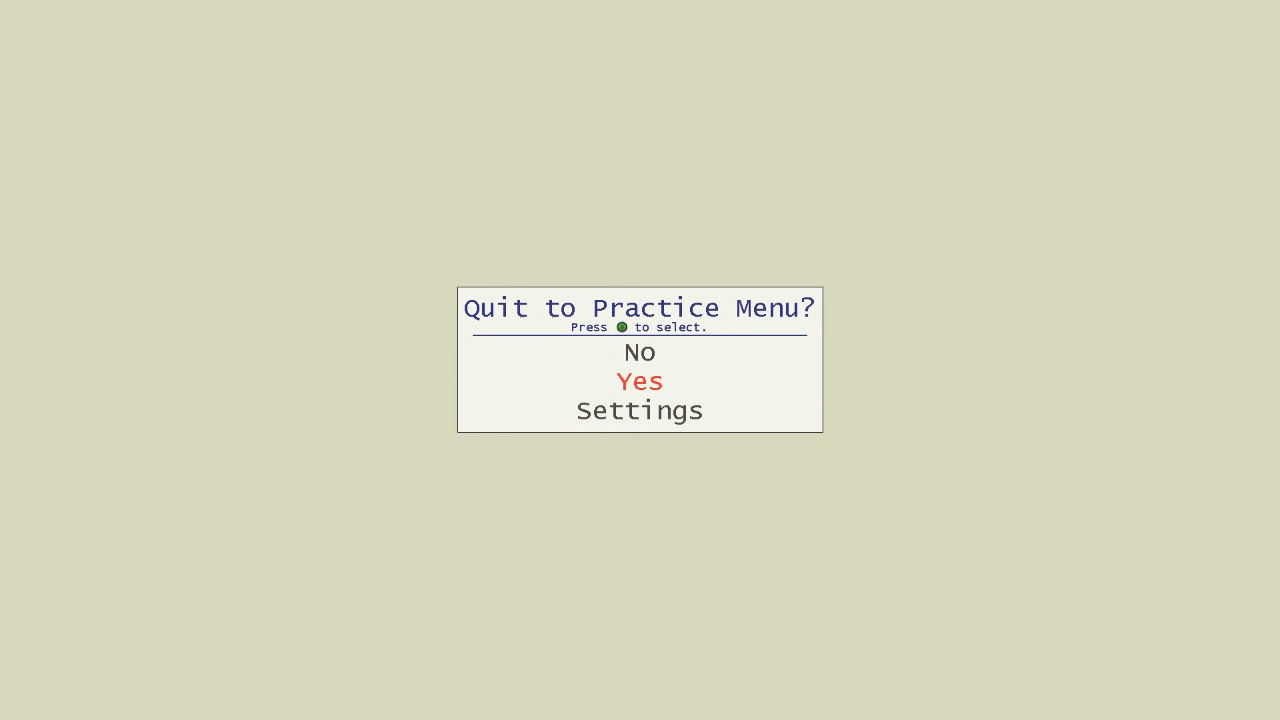 Quit to Practice Menu?
Press A to select.
No
Yes
Settings